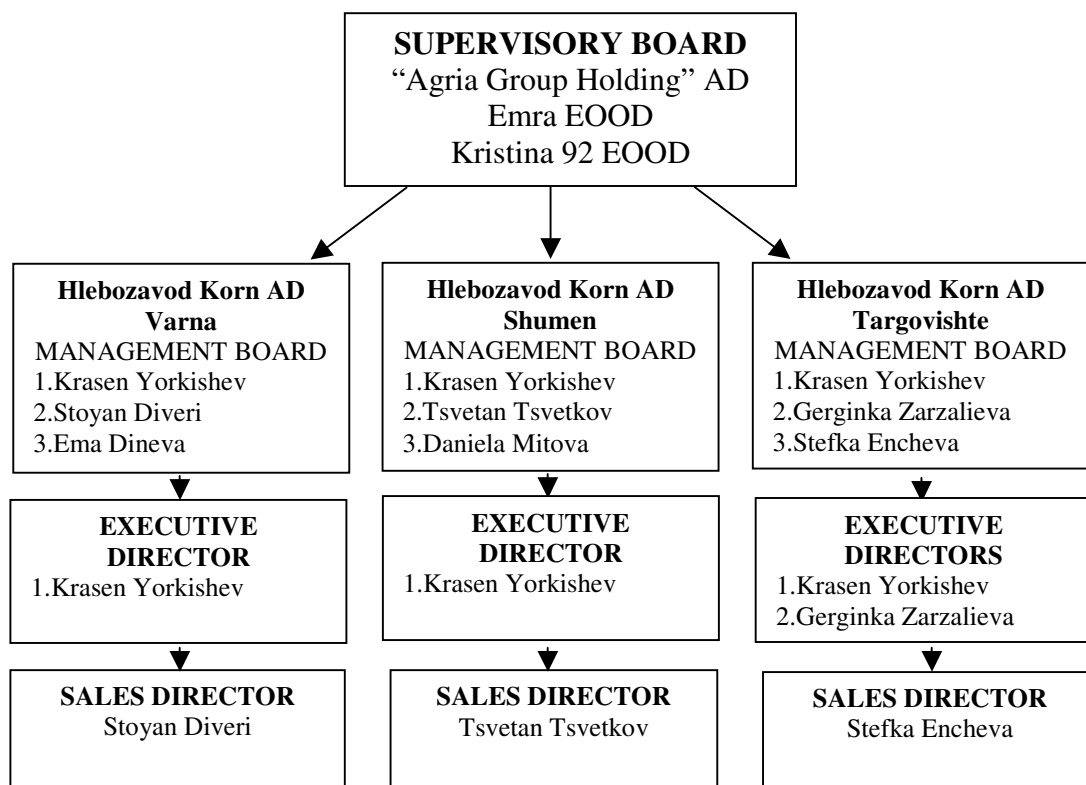 SUPERVISORY BOARD
“Agria Group Holding” AD
Emra EOOD
Kristina 92 EOOD
Hlebozavod Korn AD
Varna
MANAGEMENT BOARD
1.Krasen Yorkishev
2.Stoyan Diveri
3.Ema Dineva
Hlebozavod Korn AD
Shumen
MANAGEMENT BOARD
1.Krasen Yorkishev
2.Tsvetan Tsvetkov
3.Daniela Mitova
Hlebozavod Korn AD
Targovishte
MANAGEMENT BOARD
1.Krasen Yorkishev
2.Gerginka Zarzalieva
3.Stefka Encheva
EXECUTIVE
DIRECTOR
1.Krasen Yorkishev
EXECUTIVE
DIRECTOR
1.Krasen Yorkishev
EXECUTIVE
DIRECTORS
1.Krasen Yorkishev
2.Gerginka Zarzalieva
SALES DIRECTOR
Stoyan Diveri
SALES DIRECTOR
Tsvetan Tsvetkov
SALES DIRECTOR
Stefka Encheva